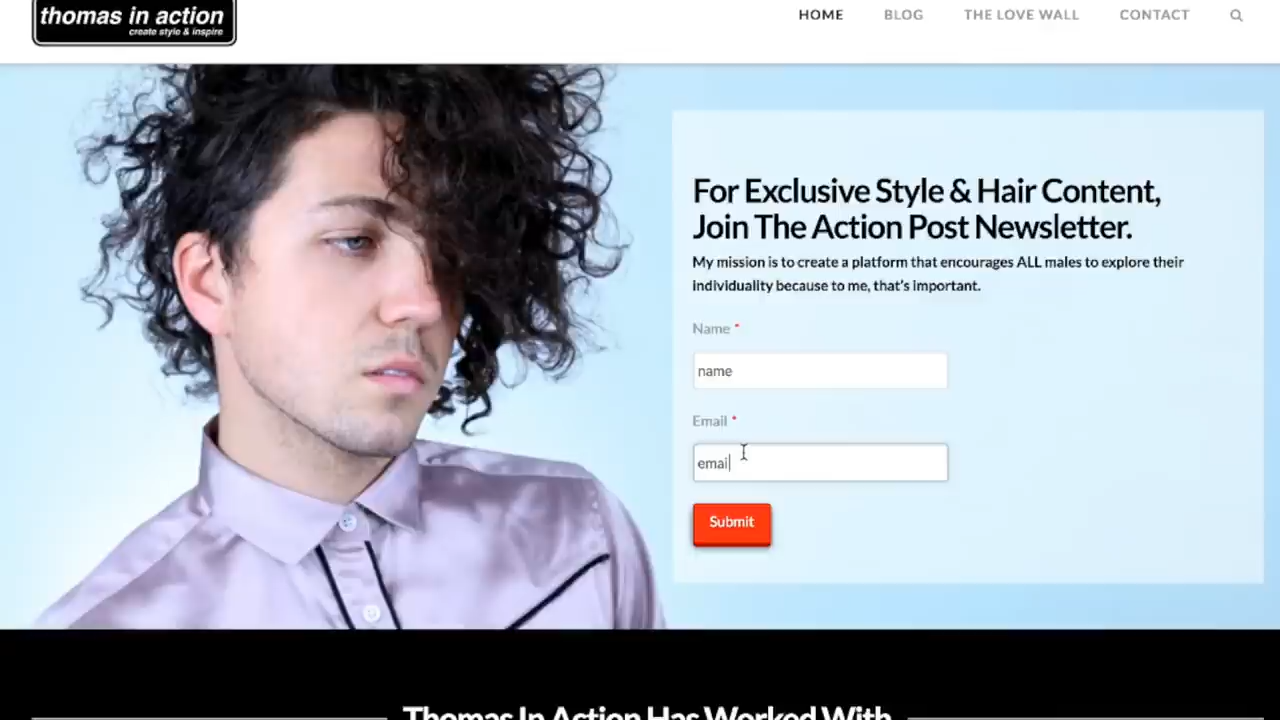 thomas in action
create style & inspire
HOME
BLOG
THE LOVE WALL
CONTACT
For Exclusive Style & Hair Content,
Join The Action Post Newsletter.
My mission is to create a platform that encourages ALL males to explore their
individuality because to me, that's important.
Name *
name
Email *
emai
Submit
Thomas In Action Has Worked With